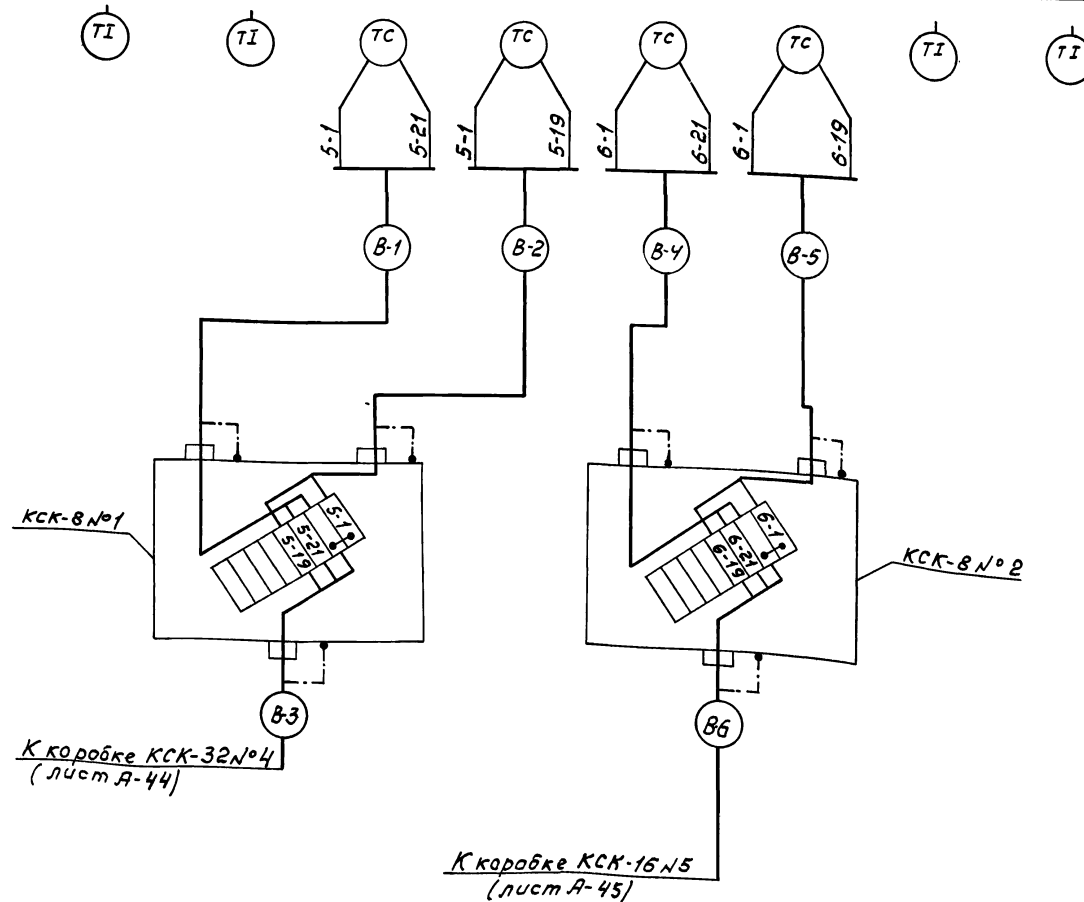 TI
TI
TC
TC
TC
TC
TI
TI
5-1
5-21
5-1
5-19
6-1
6-21
6-1
6-19
В-1
В-2
В-4
В-5
КСК-8 №1
5-1
5-21
5-19
6-1
6-21
6-19
КСК-8 №2
В-3
В-6
К коробке КСК-32 №4
(лист А-44)
К коробке КСК-16 №5
(лист А-45)